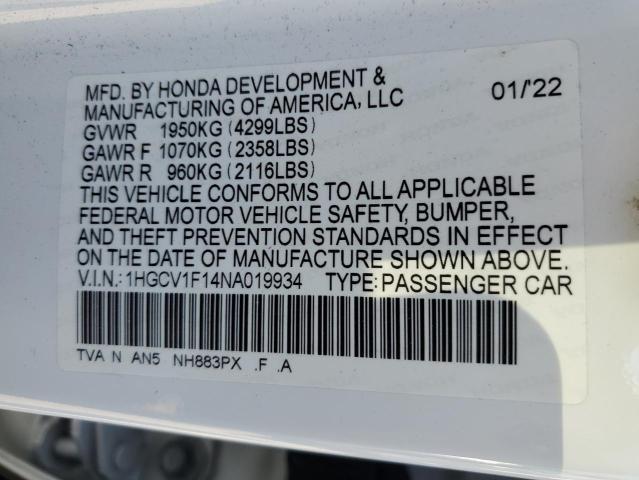 MFD. BY HONDA DEVELOPMENT &
MANUFACTURING OF AMERICA, LLC 01/'22
GVWR 1950KG (4299LBS)
GAWR F 1070KG (2358LBS)
GAWR R 960KG (2116LBS)
THIS VEHICLE CONFORMS TO ALL APPLICABLE
FEDERAL MOTOR VEHICLE SAFETY, BUMPER,
AND THEFT PREVENTION STANDARDS IN EFFECT
ON THE DATE OF MANUFACTURE SHOWN ABOVE.
V.I.N.: 1HGCV1F14NA019934 TYPE: PASSENGER CAR
TVA N AN5 NH883PX .F .A